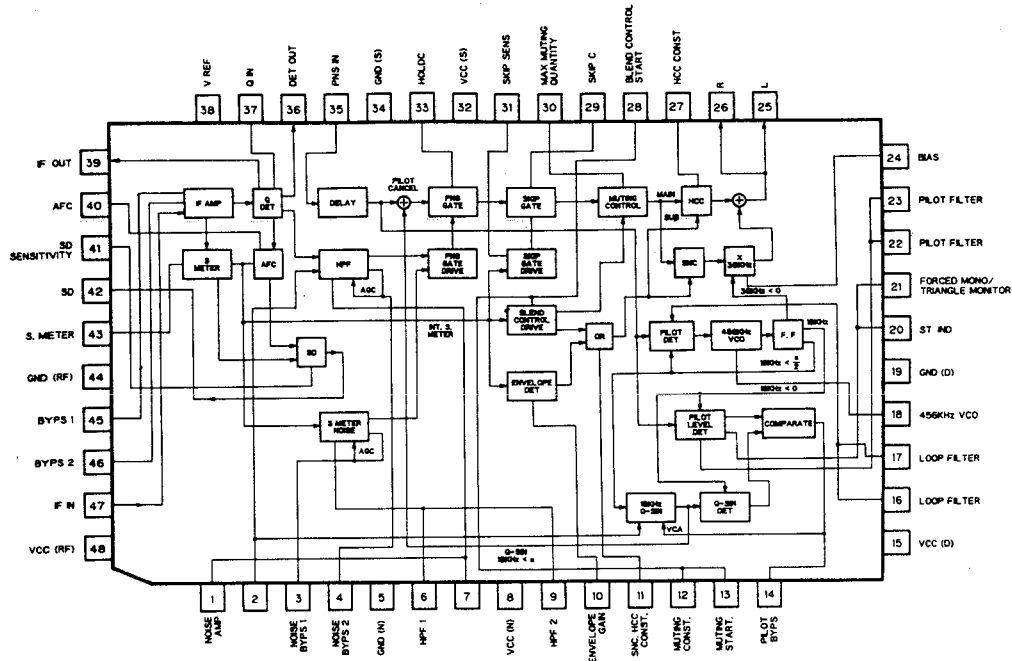 V REF
Q IN
DET OUT
PNS IN
GND (S)
HOLDC
VCC (S)
SKIP SENS
MAX MUTING
QUANTITY
SKIP C
BLEND CONTROL
START
HCC CONST
R
L
38 37 36 35 34 33 32 31 30 29 28 27 26 25
IF OUT 39
AFC 40
SD
SENSITIVITY 41
SD 42
S. METER 43
GND (RF) 44
BYPS 1 45
BYPS 2 46
IF IN 47
VCC (RF) 48
24 BIAS
23 PILOT FILTER
22 PILOT FILTER
21 FORCED MONO/
TRIANGLE MONITOR
20 ST IND
19 GND (D)
18 456KHz VCO
17 LOOP FILTER
16 LOOP FILTER
15 VCC (D)
PILOT
CANCEL
IF AMP
Q
DET
DELAY
PNS
GATE
SKIP
GATE
MUTING
CONTROL
MAIN
SUB
HCC
S
METER
AFC
HPF
AGC
PNS
GATE
DRIVE
SKIP
GATE
DRIVE
SNC
X
38KHz
38KHz < 0
INT. S.
METER
BLEND
CONTROL
DRIVE
OR
PILOT
DET
456KHz
VCO
F. F
19KHz
SD
ENVELOPE
DET
19KHz < π/2
19KHz < 0
S METER
NOISE
AGC
PILOT
LEVEL
DET
COMPARATE
19KHz
Q-SIN
Q-SIN
DET
VCA
Q-SIN
19KHz < π
1 2 3 4 5 6 7 8 9 10 11 12 13 14
NOISE
AMP
NOISE
BYPS 1
NOISE
BYPS 2
GND (N)
HPF 1
VCC (N)
HPF 2
ENVELOPE
GAIN
SNC. HCC
CONST.
MUTING
CONST.
MUTING
START.
PILOT
BYPS